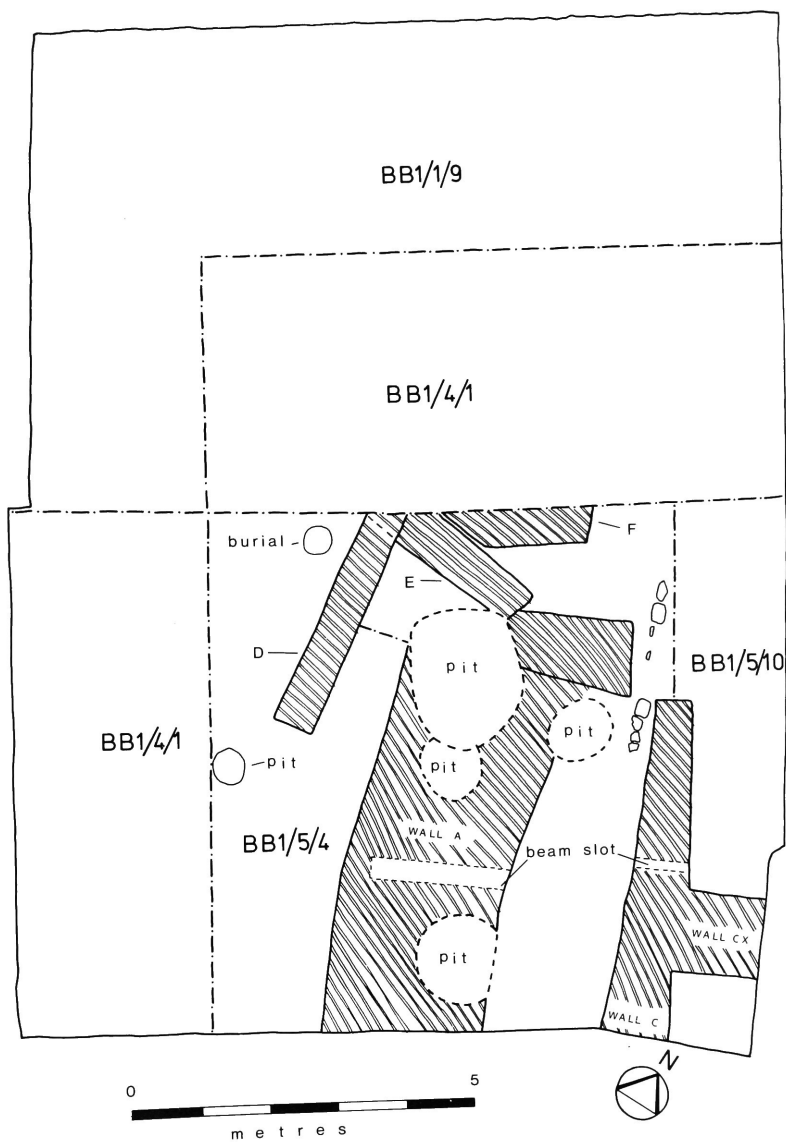 BB1/1/9
BB1/4/1
burial
F
E
D
pit
BB1/5/10
BB1/4/1
pit
pit
pit
WALL A
BB1/5/4
beam slot
pit
WALL CX
WALL C
N
0 5
metres